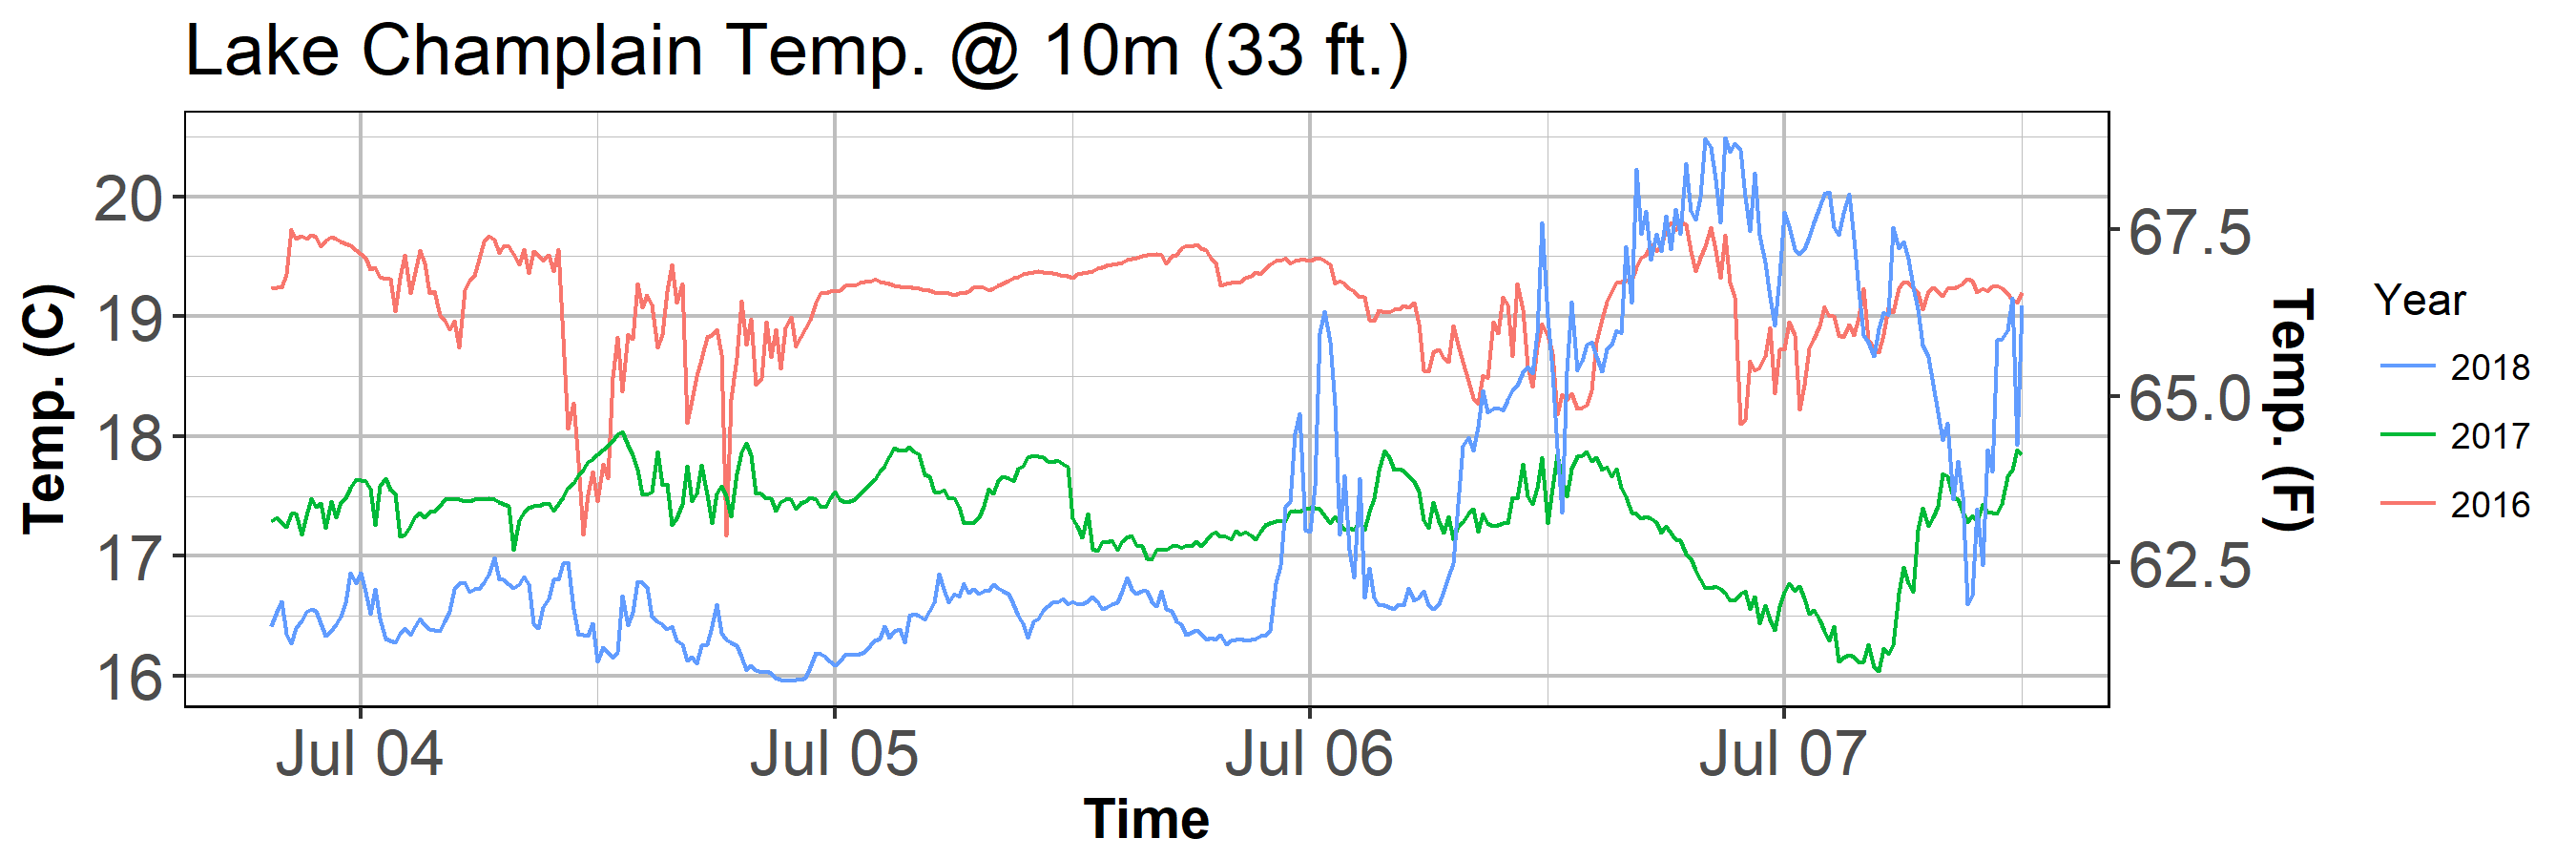 Lake Champlain Temp. @ 10m (33 ft.)
Temp. (C)
20
19
18
17
16
67.5
65.0
62.5
Temp. (F)
Jul 04
Jul 05
Jul 06
Jul 07
Time
Year
2018
2017
2016